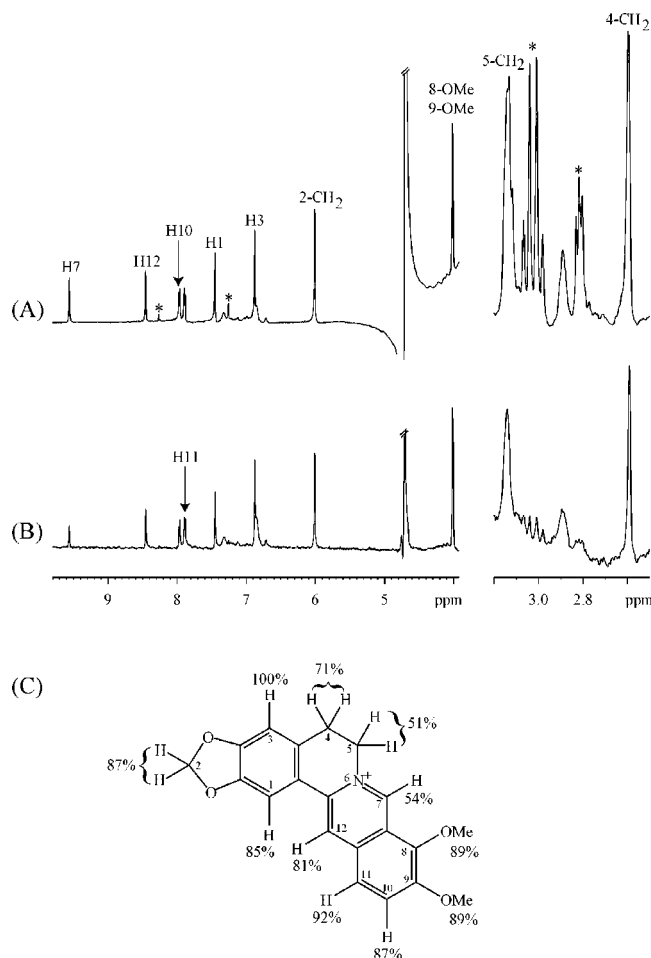 4-CH2
5-CH2 *
8-OMe
9-OMe
*
2-CH2
H10 H1 H3
H7 H12
(A) * *
H11
(B)
9 8 7 6 5 ppm 3.0 2.8 ppm
(C)
71%
100%
H H H
51%
3 4 5 H
H O
87% 2 6 N+ H
H O 1 7
54%
H 12
85% H 8 OMe
81% 89%
11 9
H 10 OMe
92% 89%
H
87%